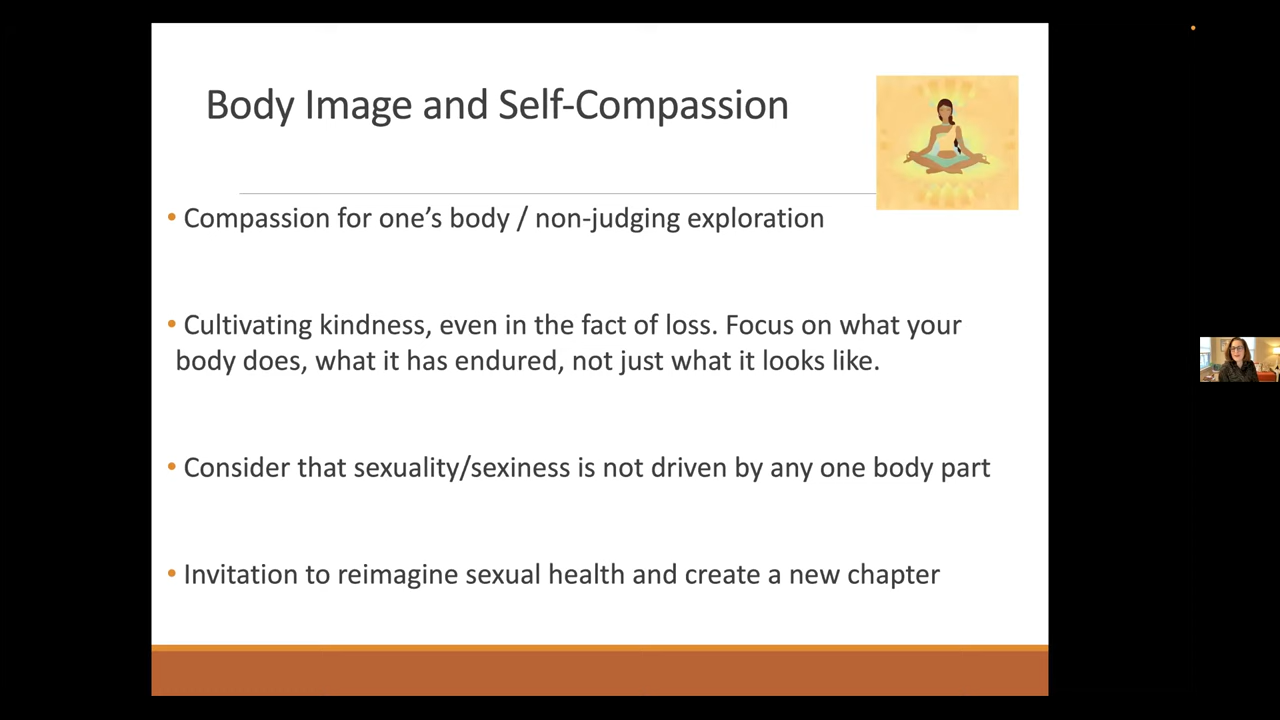 Body Image and Self-Compassion
• Compassion for one’s body / non-judging exploration
• Cultivating kindness, even in the fact of loss. Focus on what your
body does, what it has endured, not just what it looks like.
• Consider that sexuality/sexiness is not driven by any one body part
• Invitation to reimagine sexual health and create a new chapter